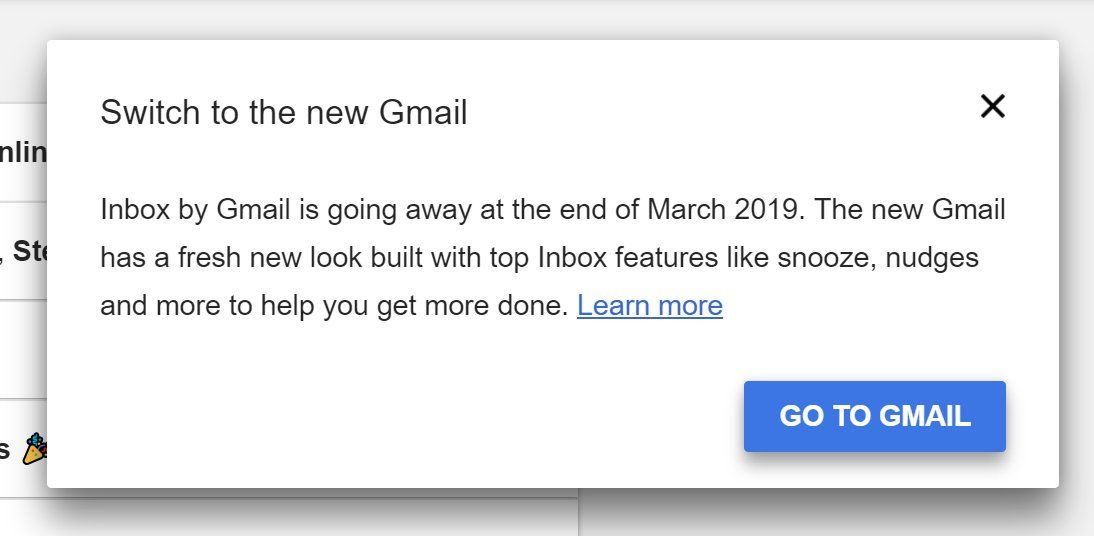 Switch to the new Gmail
nlin
Inbox by Gmail is going away at the end of March 2019. The new Gmail
, Ste
has a fresh new look built with top Inbox features like snooze, nudges
and more to help you get more done. Learn more
GO TO GMAIL
s 🎉